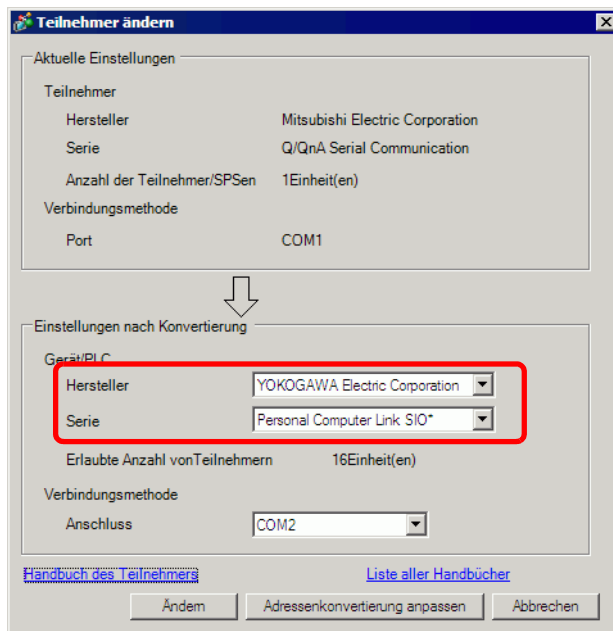 Teilnehmer ändern
Aktuelle Einstellungen
Teilnehmer
Hersteller Mitsubishi Electric Corporation
Serie Q/QnA Serial Communication
Anzahl der Teilnehmer/SPSen 1Einheit(en)
Verbindungsmethode
Port COM1
Einstellungen nach Konvertierung
Gerät/PLC
Hersteller YOKOGAWA Electric Corporation
Serie Personal Computer Link SIO*
Erlaubte Anzahl vonTeilnehmern 16Einheit(en)
Verbindungsmethode
Anschluss COM2
Handbuch des Teilnehmers Liste aller Handbücher
Ändern Adressenkonvertierung anpassen Abbrechen